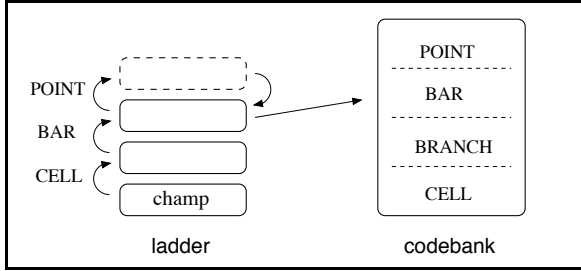 POINT
BAR
CELL
champ
ladder
POINT
BAR
BRANCH
CELL
codebank